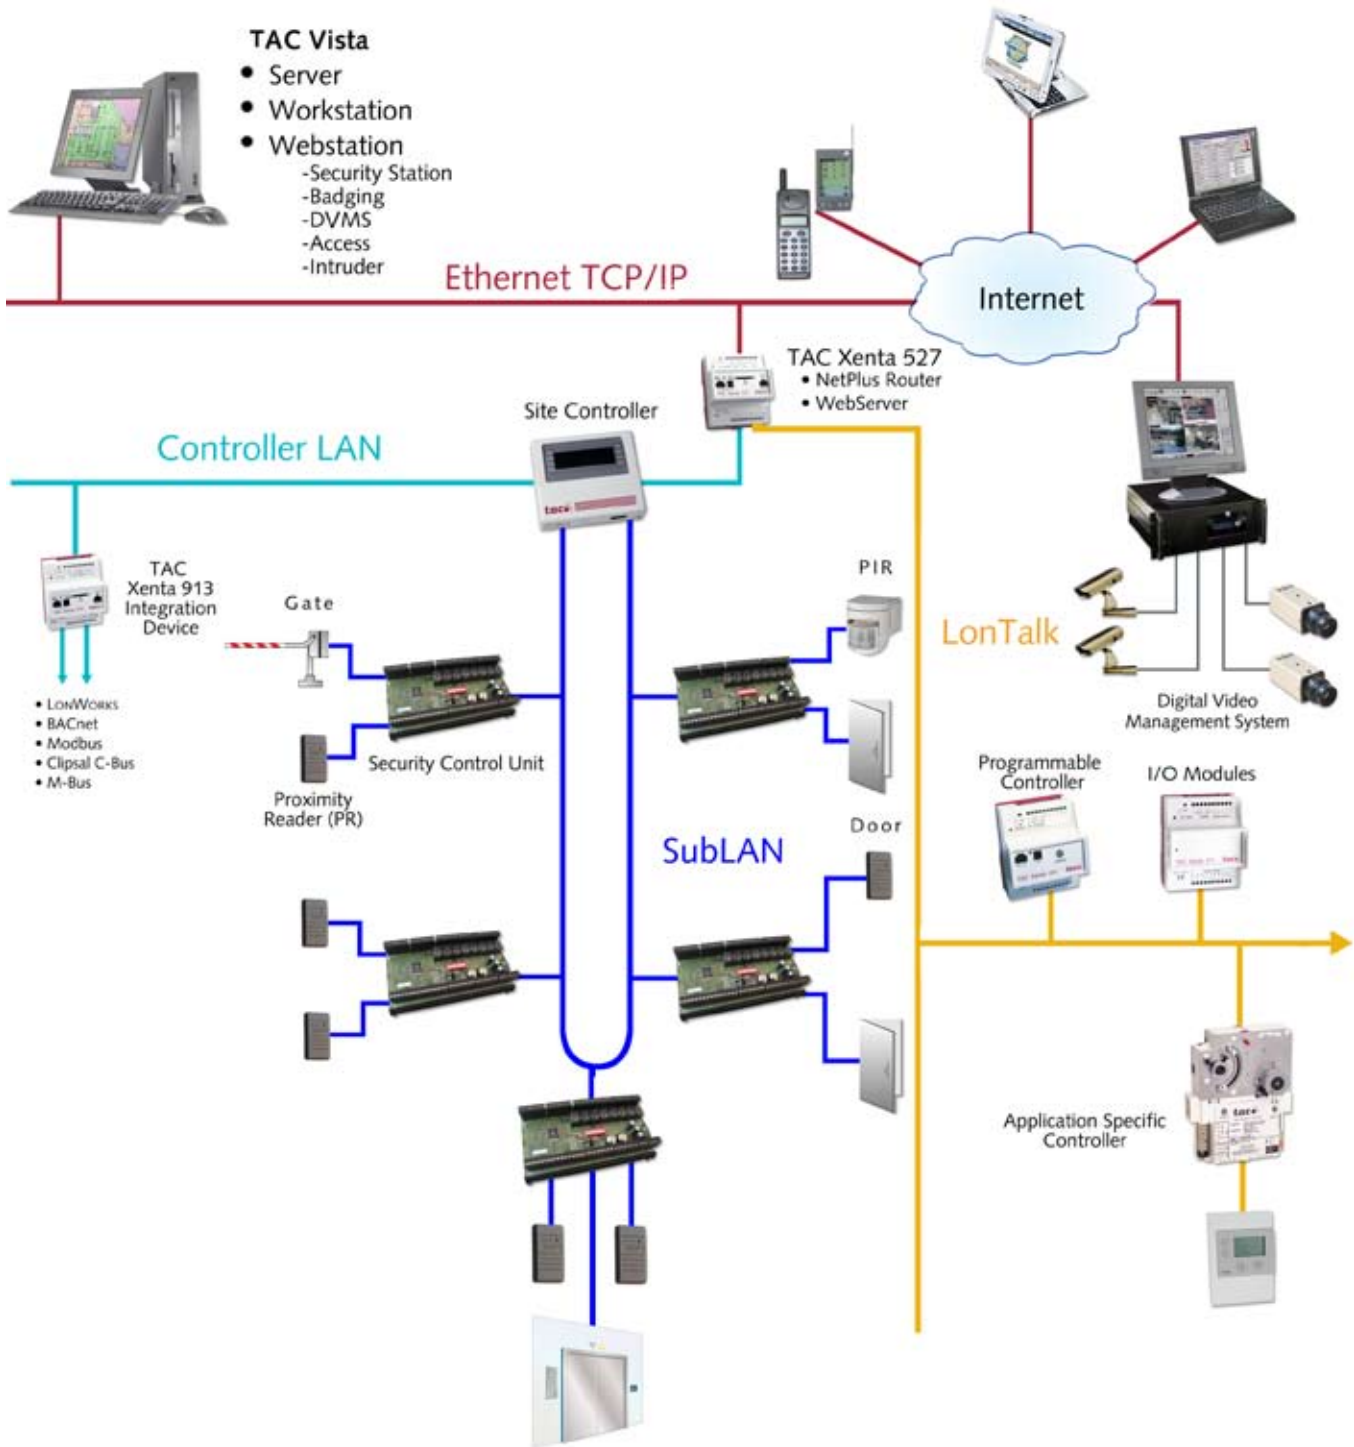 TAC Vista
• Server
• Workstation
• Webstation
-Security Station
-Badging
-DVMS
-Access
-Intruder
Ethernet TCP/IP
Internet
TAC Xenta 527
• NetPlus Router
• WebServer
Site Controller
Controller LAN
tac
TAC
Xenta 913
Integration
Device
• LONWORKS
• BACnet
• Modbus
• Clipsal C-Bus
• M-Bus
Gate
Security Control Unit
Proximity
Reader (PR)
PIR
LonTalk
Digital Video
Management System
Programmable
Controller
I/O Modules
Door
SubLAN
Application Specific
Controller
tac